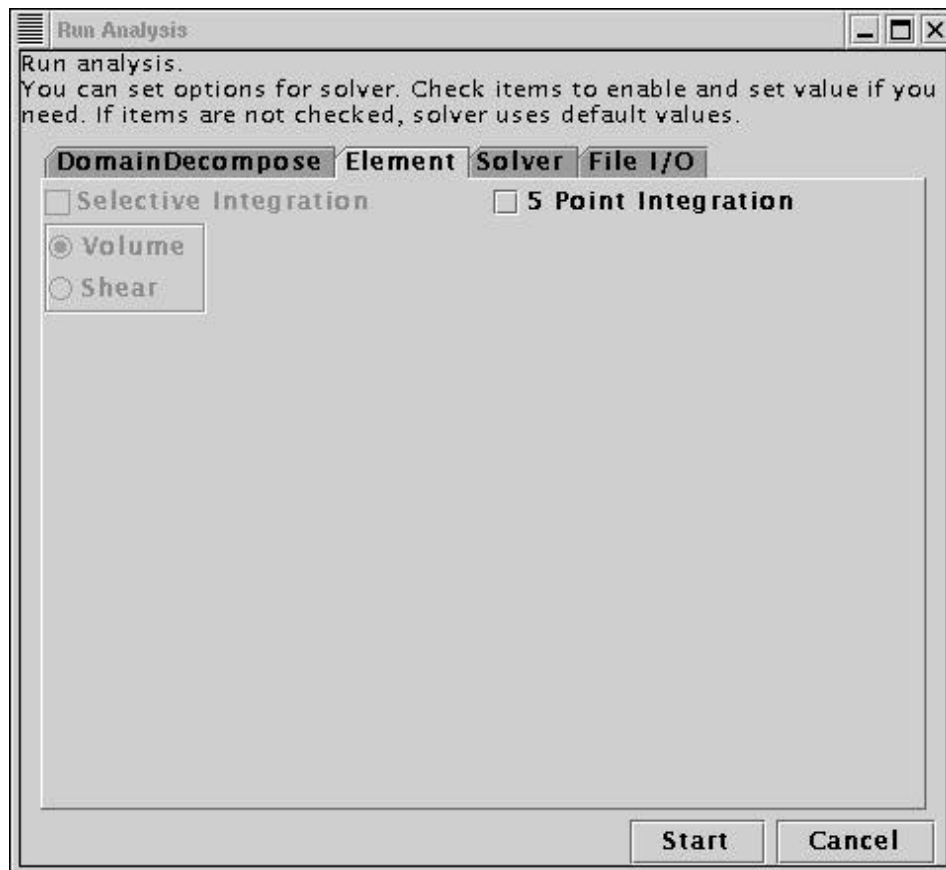 Run Analysis
Run analysis.
You can set options for solver. Check items to enable and set value if you
need. If items are not checked, solver uses default values.
DomainDecompose Element Solver File I/O
Selective Integration 5 Point Integration
Volume
Shear
Start Cancel